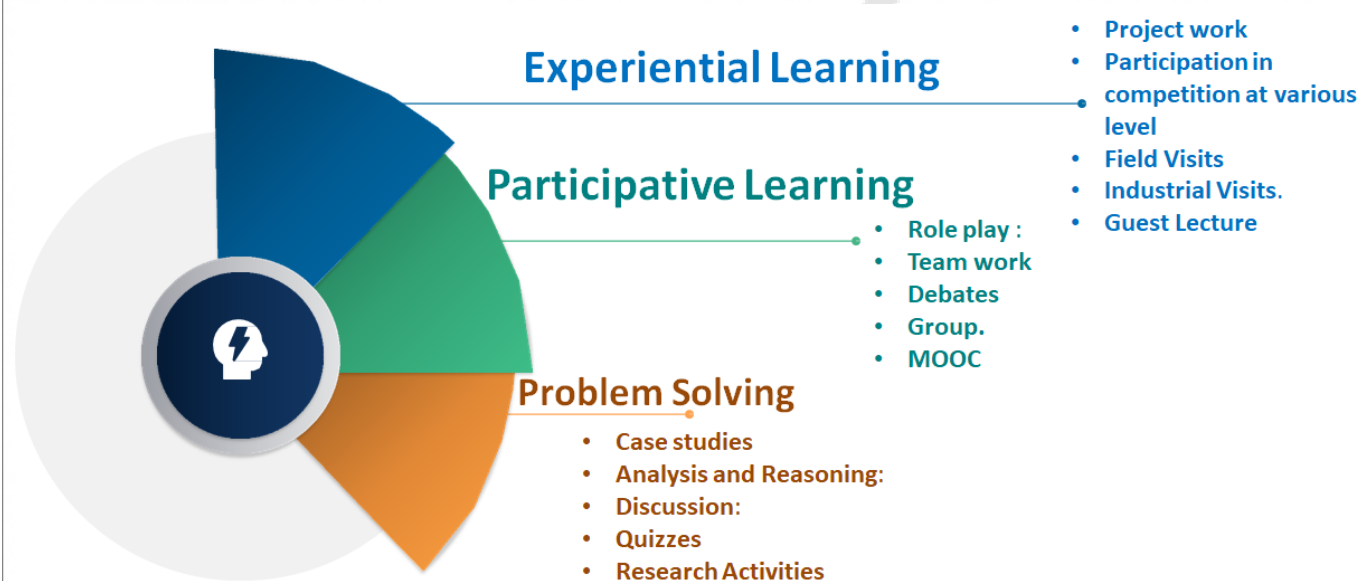 Experiential Learning
• Project work
• Participation in
competition at various
level
• Field Visits
• Industrial Visits.
• Guest Lecture
Participative Learning
• Role play :
• Team work
• Debates
• Group.
• MOOC
Problem Solving
• Case studies
• Analysis and Reasoning:
• Discussion:
• Quizzes
• Research Activities